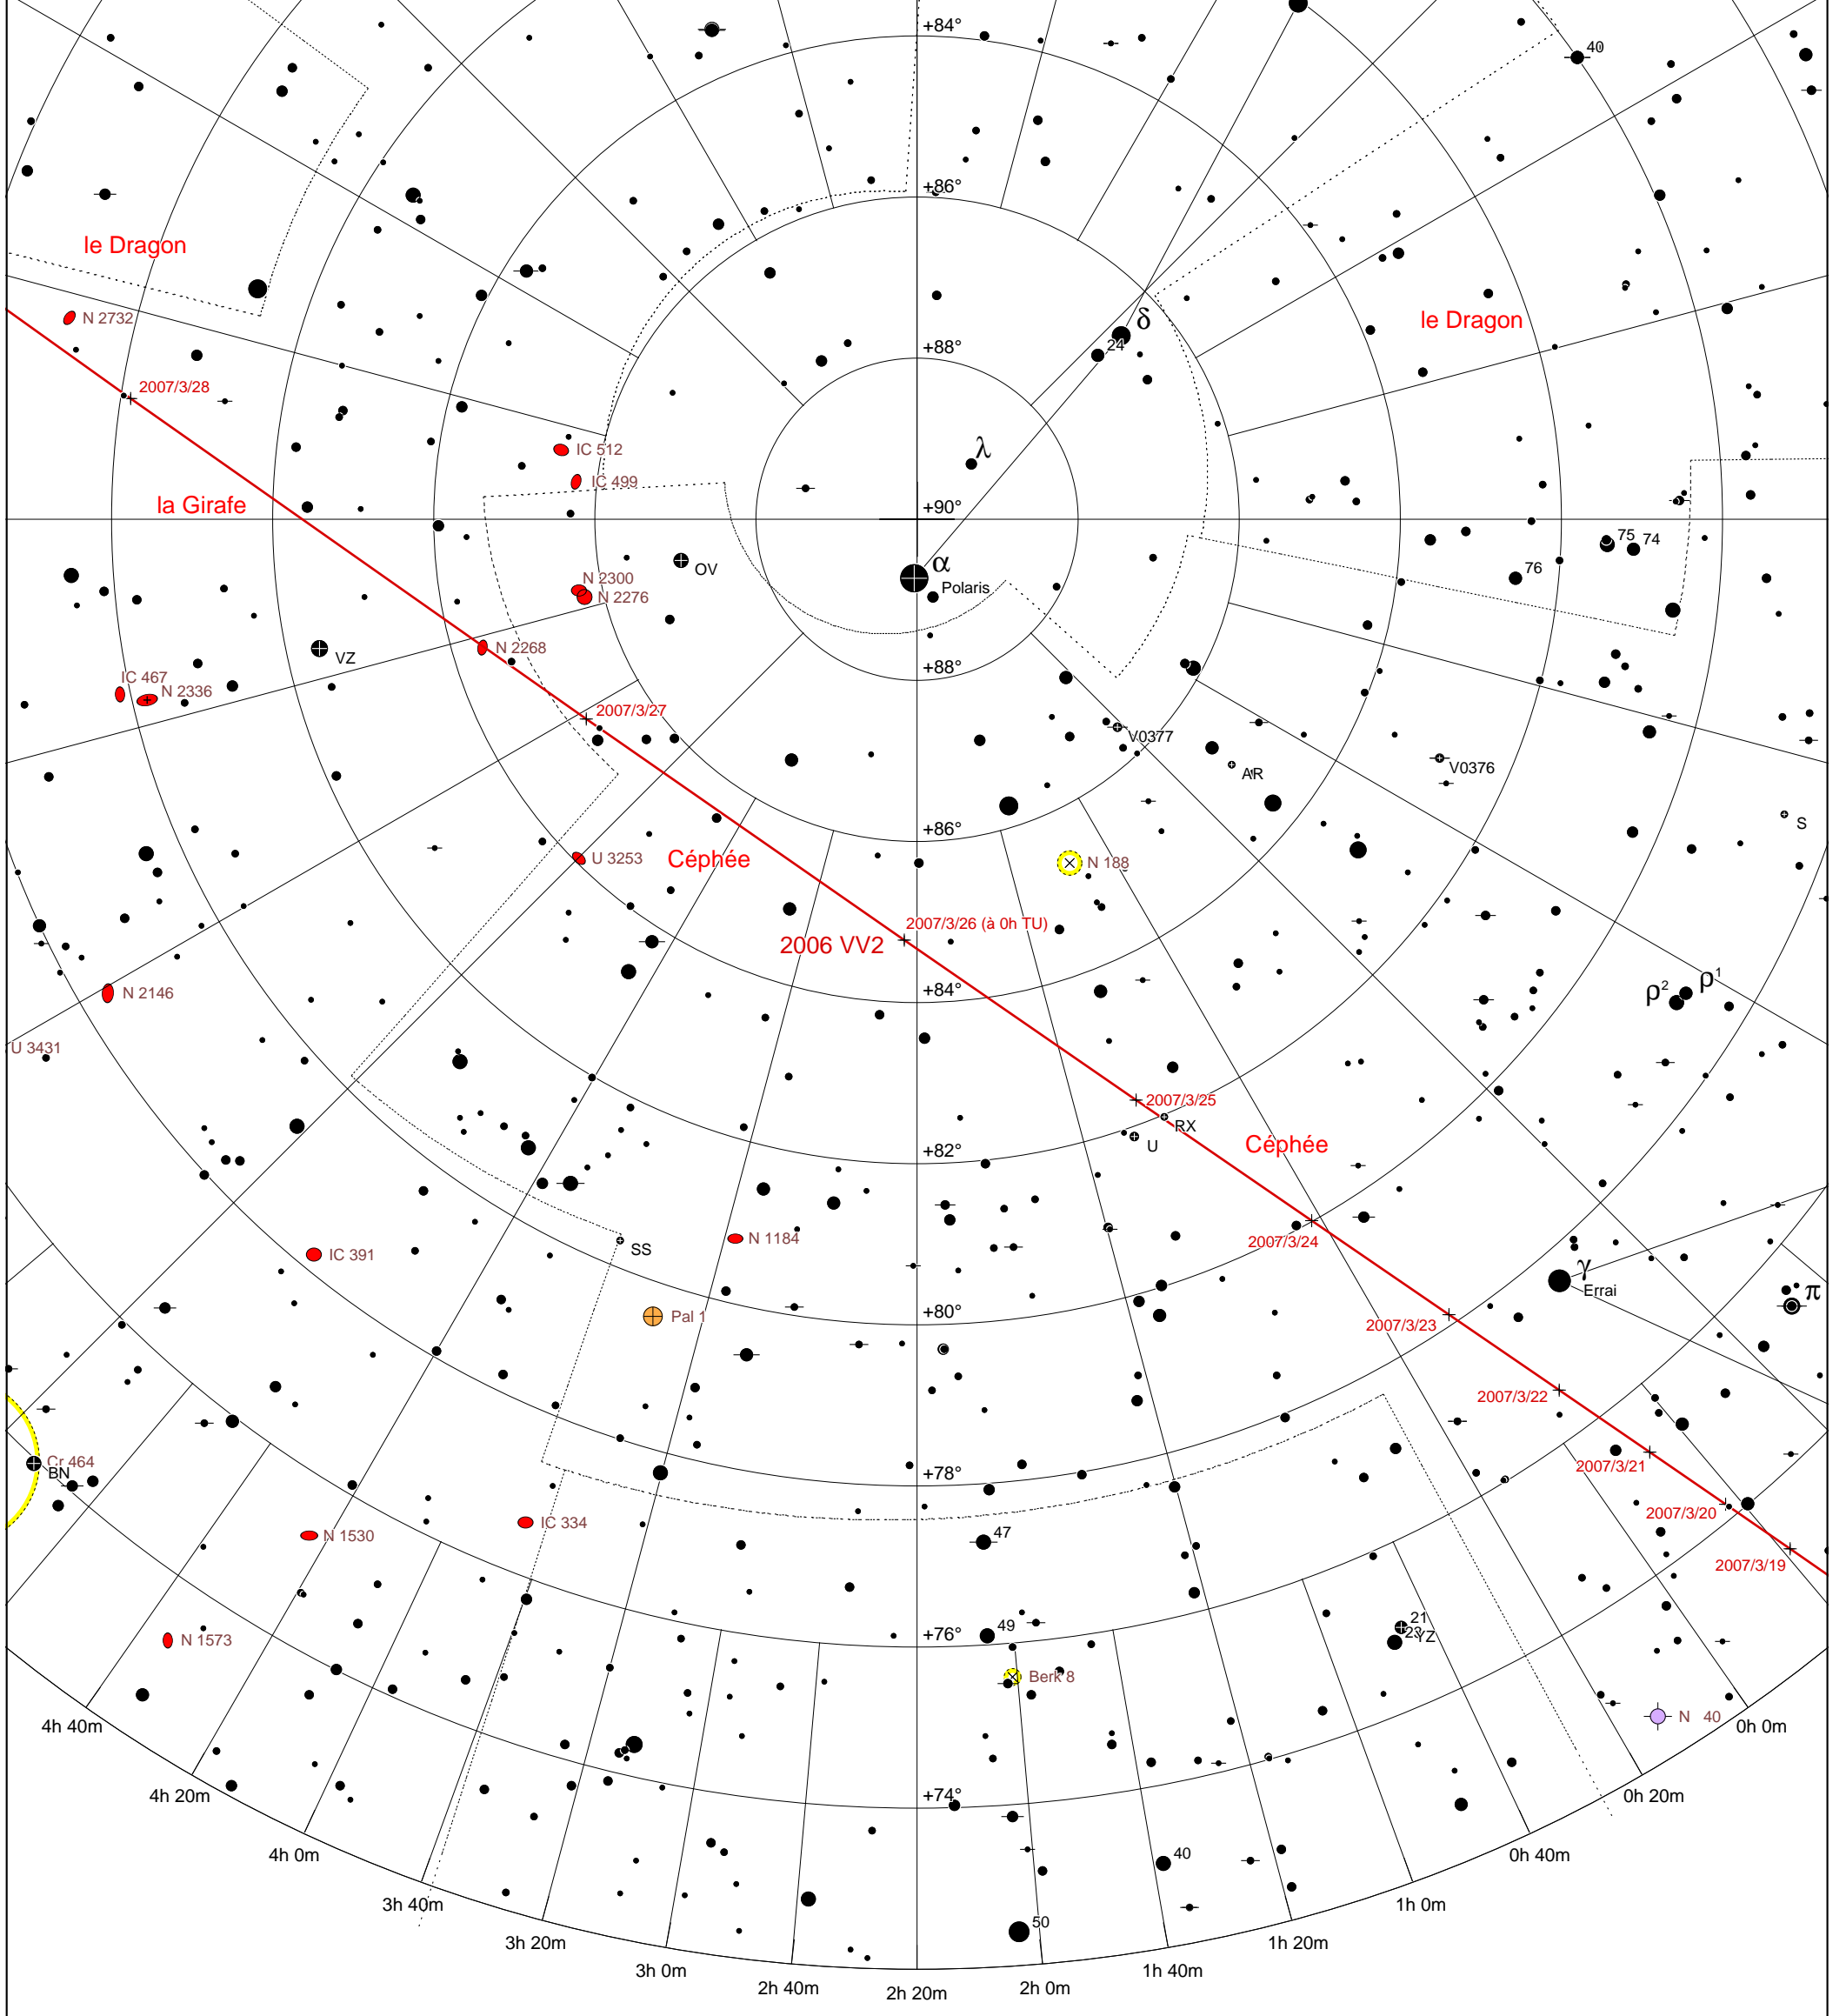 +84°
40
+86°
le Dragon
N 2732
δ
24
le Dragon
+88°
2007/3/28
IC 512
λ
IC 499
la Girafe
+90°
75 74
OV
α
Polaris
76
N 2300
N 2276
N 2268
VZ
+88°
IC 467
N 2336
2007/3/27
V0377
AR
V0376
S
+86°
U 3253
Céphée
N 188
2007/3/26 (à 0h TU)
2006 VV2
N 2146
ρ²
ρ¹
+84°
U 3431
2007/3/25
RX
U
Céphée
+82°
SS
N 1184
2007/3/24
IC 391
γ
Errai
π
Pal 1
+80°
2007/3/23
2007/3/22
Cr 464
BN
2007/3/21
+78°
2007/3/20
N 1530
IC 334
47
2007/3/19
N 1573
49
21
23
YZ
+76°
Berk 8
N 40
4h 40m
0h 0m
+74°
4h 20m
0h 20m
4h 0m
40
0h 40m
3h 40m
1h 0m
50
3h 20m
1h 20m
3h 0m
1h 40m
2h 40m
2h 20m
2h 0m